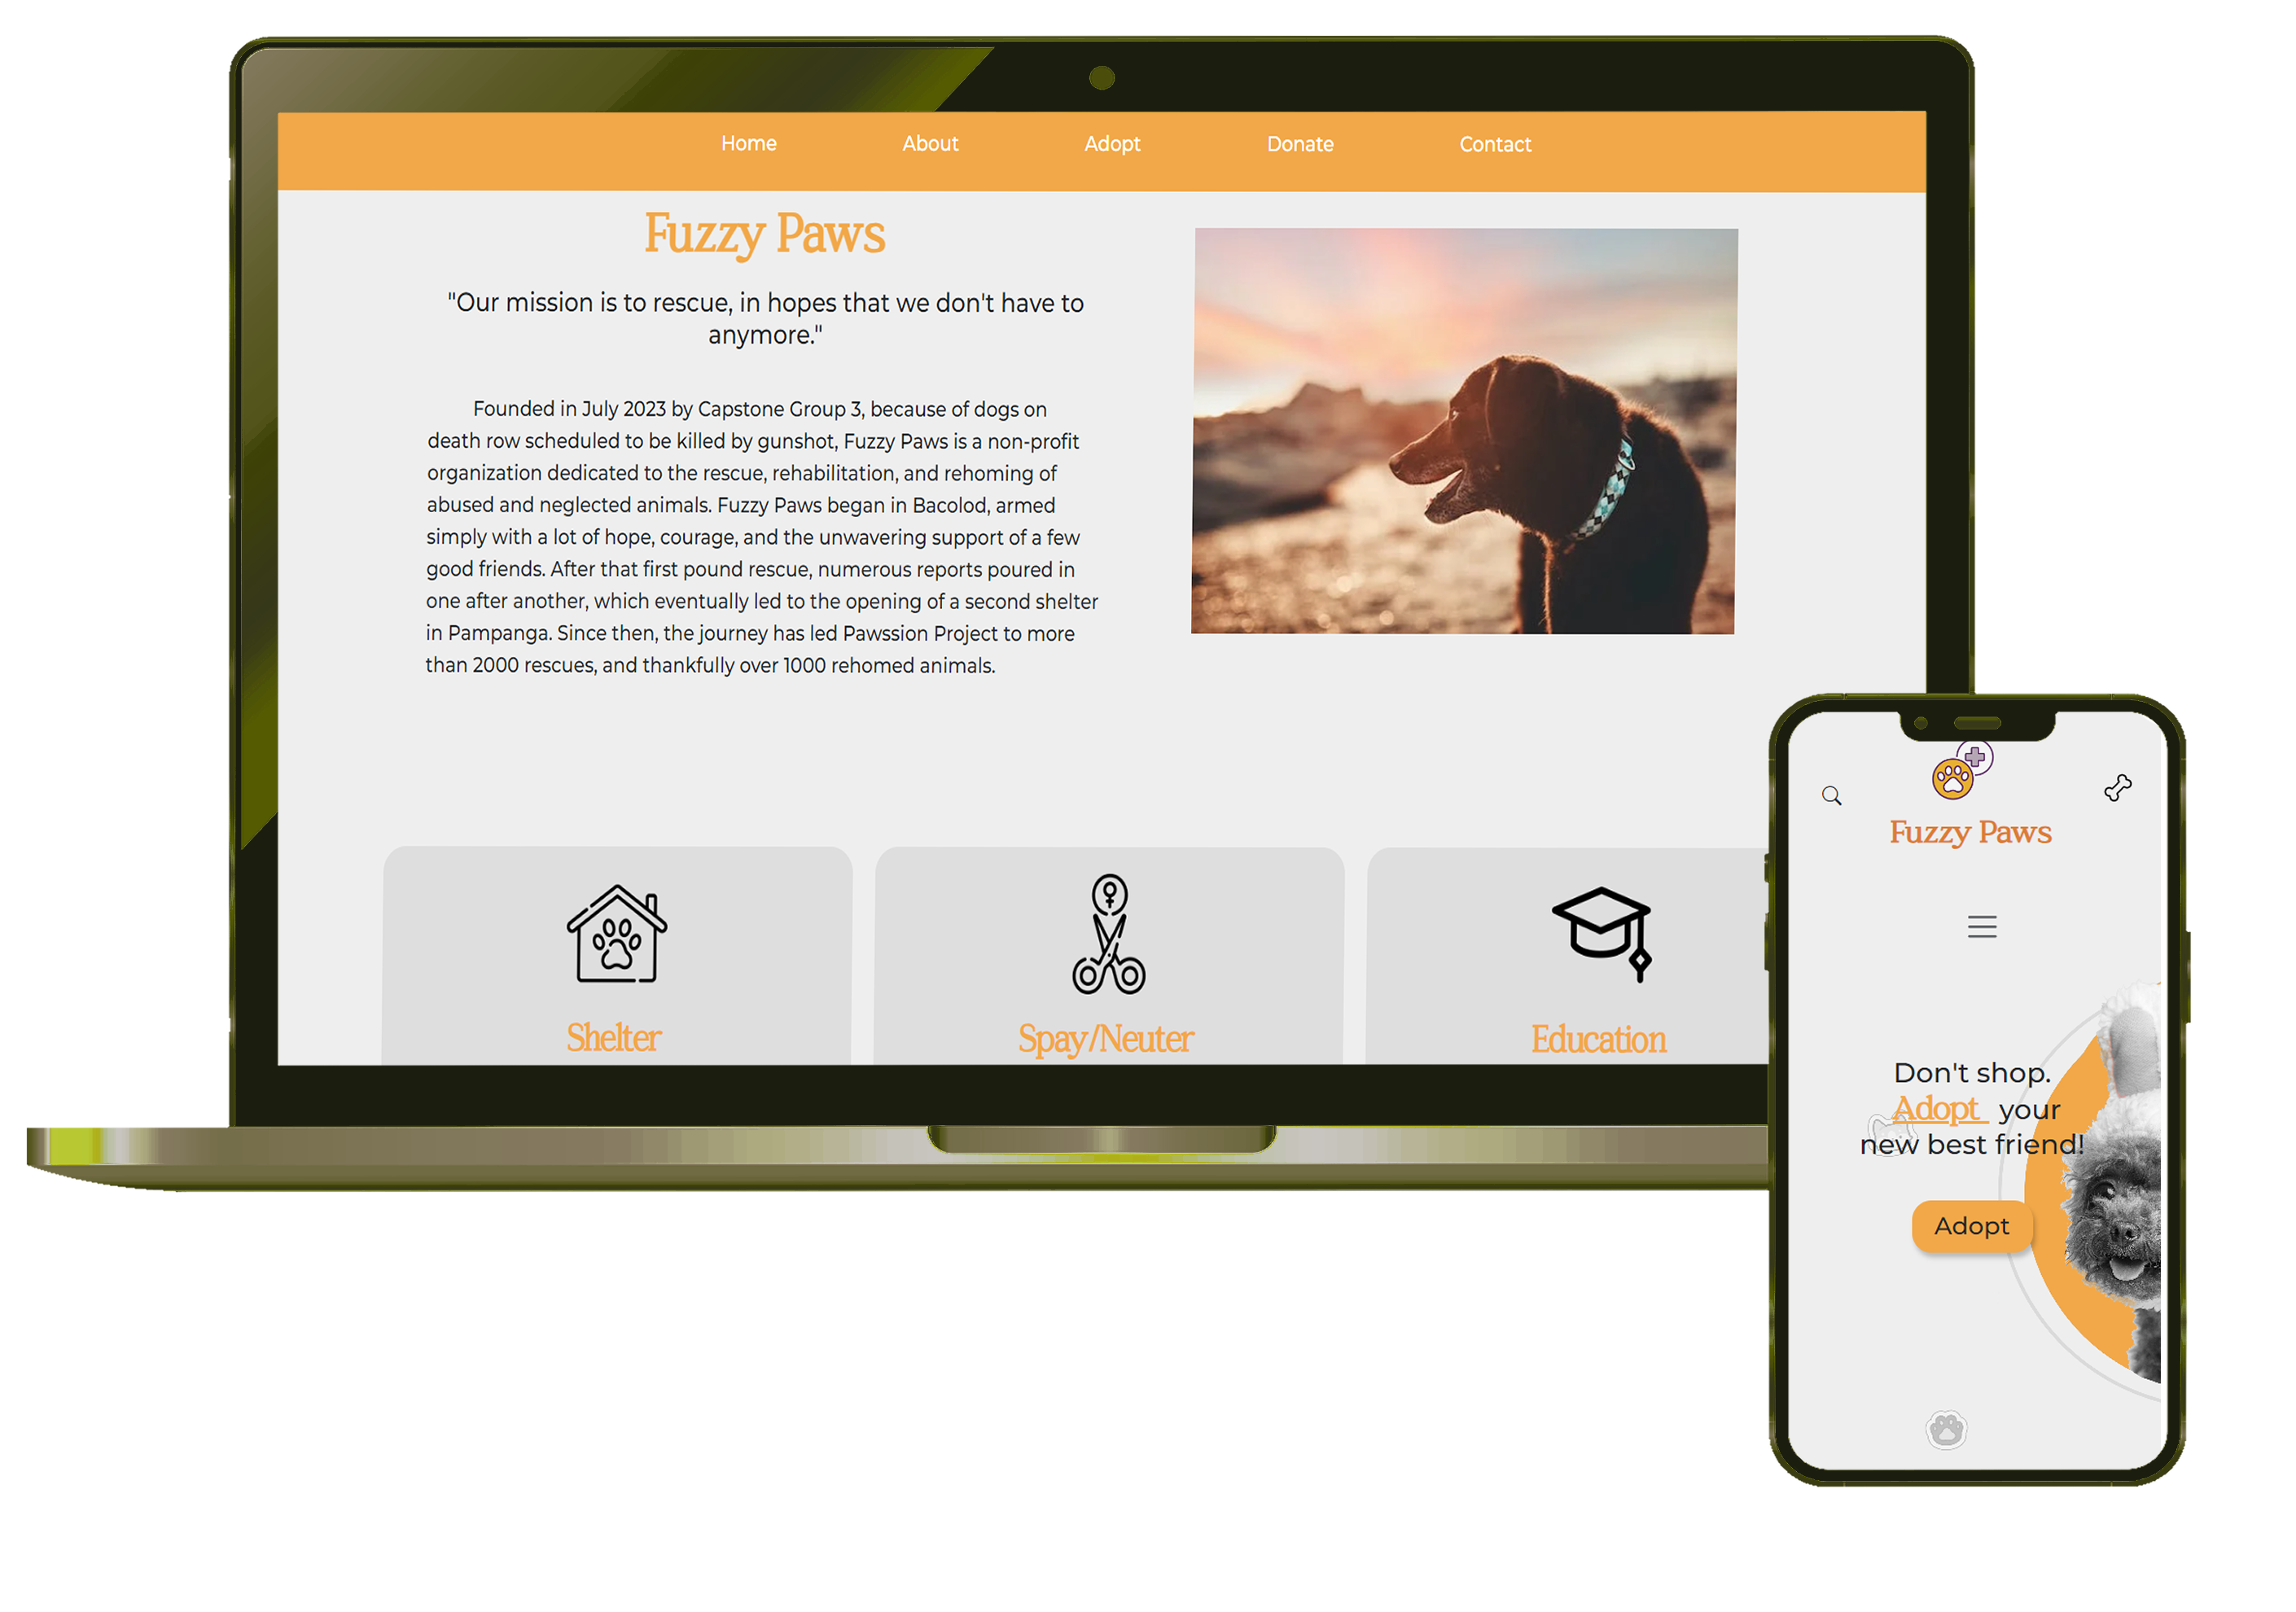 Home About Adopt Donate Contact
Fuzzy Paws
"Our mission is to rescue, in hopes that we don't have to
anymore."
Founded in July 2023 by Capstone Group 3, because of dogs on
death row scheduled to be killed by gunshot, Fuzzy Paws is a non-profit
organization dedicated to the rescue, rehabilitation, and rehoming of
abused and neglected animals. Fuzzy Paws began in Bacolod, armed
simply with a lot of hope, courage, and the unwavering support of a few
good friends. After that first pound rescue, numerous reports poured in
one after another, which eventually led to the opening of a second shelter
in Pampanga. Since then, the journey has led Pawssion Project to more
than 2000 rescues, and thankfully over 1000 rehomed animals.
Shelter
Spay/Neuter
Education
Fuzzy Paws
Don't shop.
Adopt your
new best friend!
Adopt